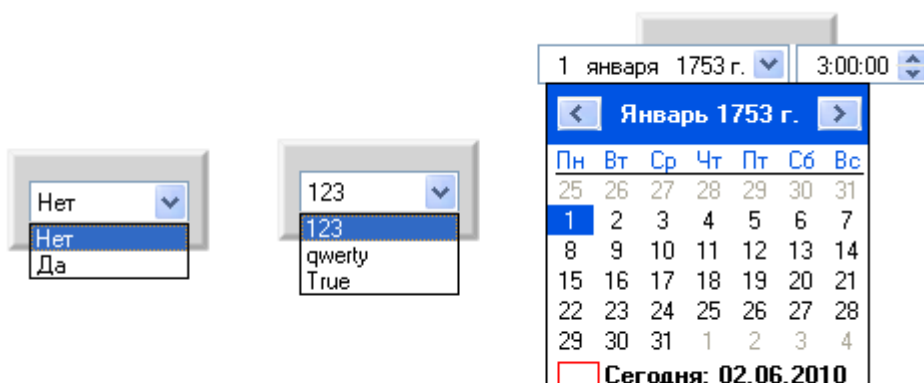 Нет
Нет
Да
123
123
qwerty
True
1 января 1753 г. 3:00:00
Январь 1753 г.
Пн Вт Ср Чт Пт Сб Вс
25 26 27 28 29 30 31
1 2 3 4 5 6 7
8 9 10 11 12 13 14
15 16 17 18 19 20 21
22 23 24 25 26 27 28
29 30 31 1 2 3 4
Сегодня: 02.06.2010